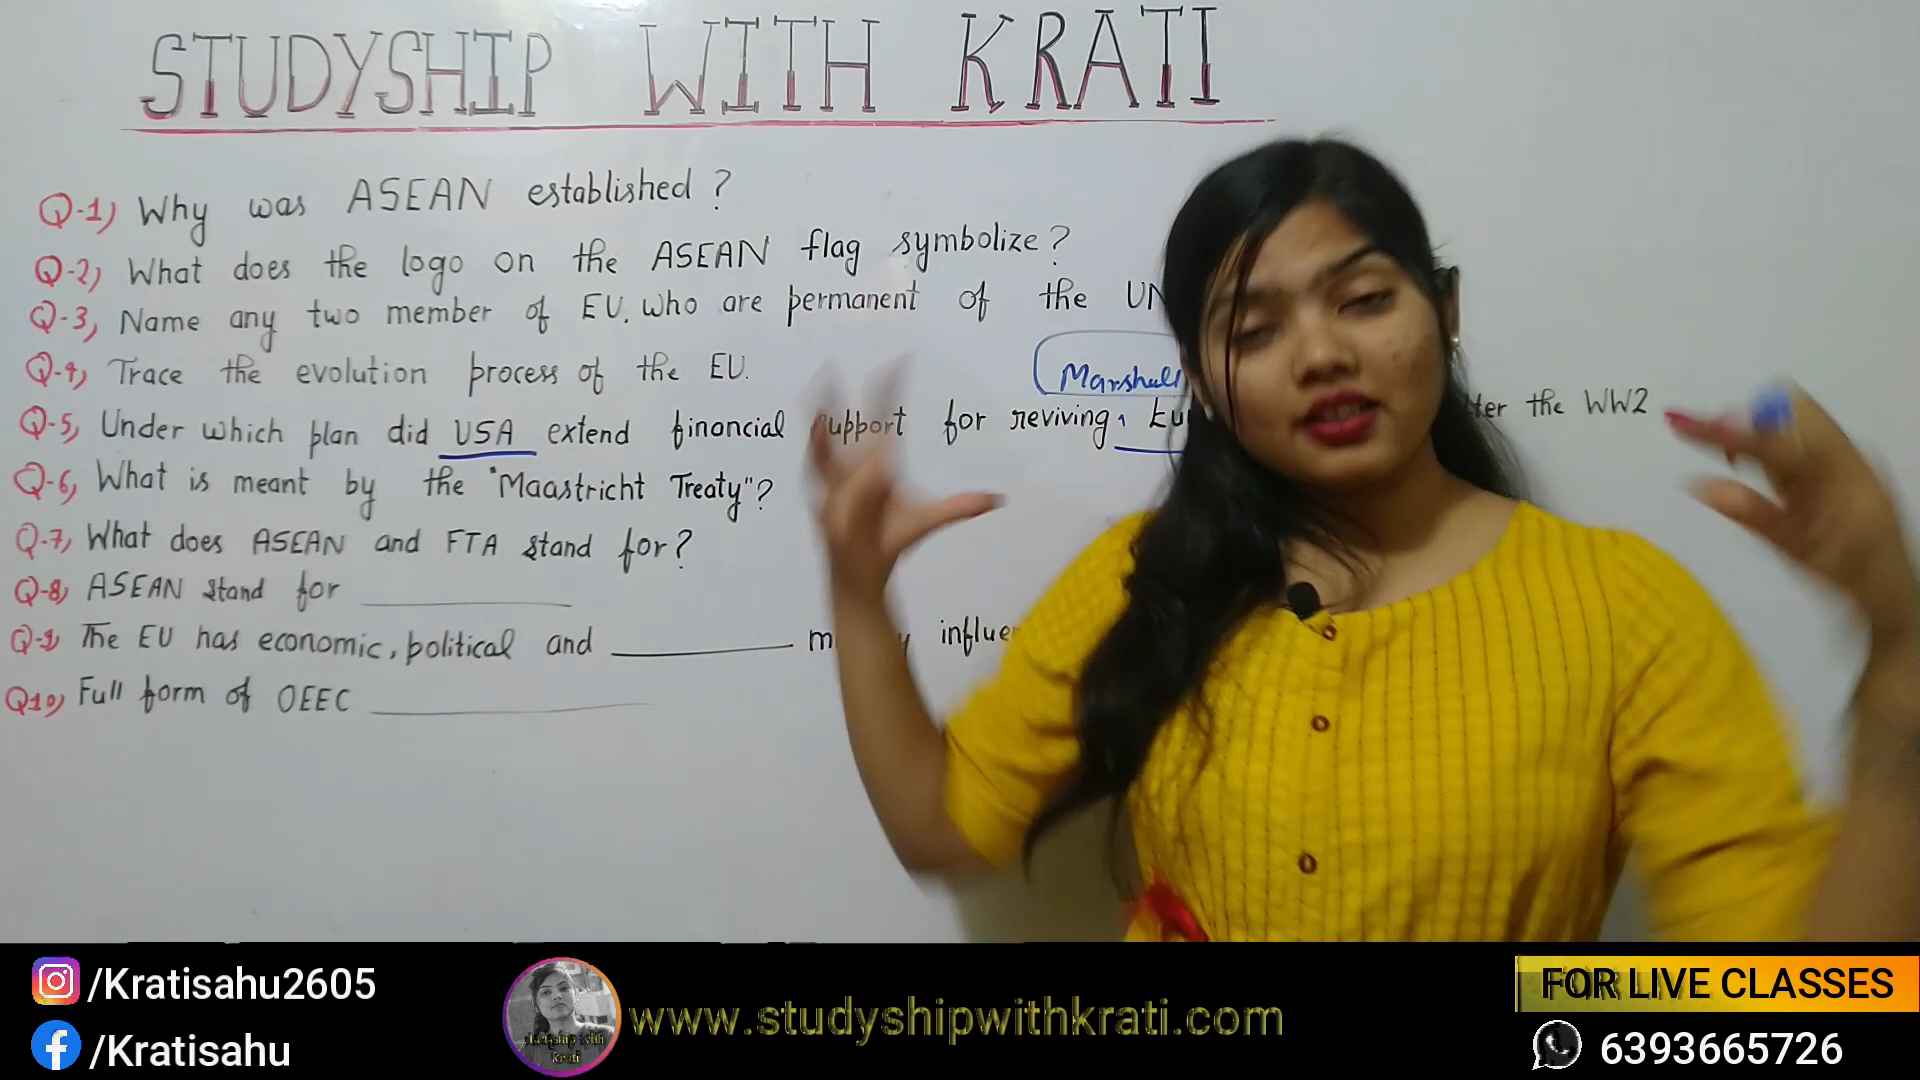 STUDYSHIP WITH KRATI
Q-1) Why was ASEAN established?
Q-2) What does the logo on the ASEAN flag symbolize?
Q-3, Name any two member of EU. who are permanent of the UN
Q-4, Trace the evolution process of the EU.
Marshall
Q-5, Under which plan did USA extend financial support for reviving the WW2
Q-6, What is meant by the "Maastricht Treaty"?
Q-7, What does ASEAN and FTA stand for?
Q-8, ASEAN stand for
Q-9) The EU has economic, political and
Q10) Full form of OEEC
/Kratisahu2605
/Kratisahu
studyship with krati
www.studyshipwithkrati.com
FOR LIVE CLASSES
6393665726